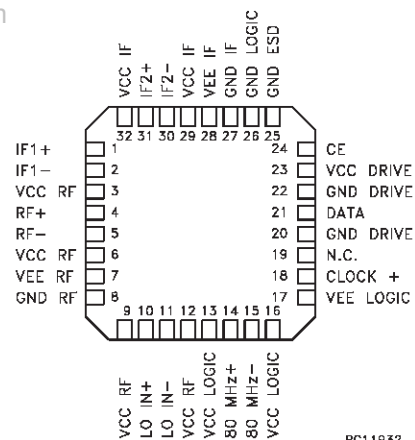 VCC IF
IF2+
IF2-
VCC IF
VEE IF
GND IF
GND LOGIC
GND ESD
32 31 30 29 28 27 26 25
IF1+ 1
IF1- 2
VCC RF 3
RF+ 4
RF- 5
VCC RF 6
VEE RF 7
GND RF 8
24 CE
23 VCC DRIVE
22 GND DRIVE
21 DATA
20 GND DRIVE
19 N.C.
18 CLOCK +
17 VEE LOGIC
9 10 11 12 13 14 15 16
VCC RF
LO IN+
LO IN-
VCC RF
VCC LOGIC
80 MHz+
80 MHz-
VCC LOGIC